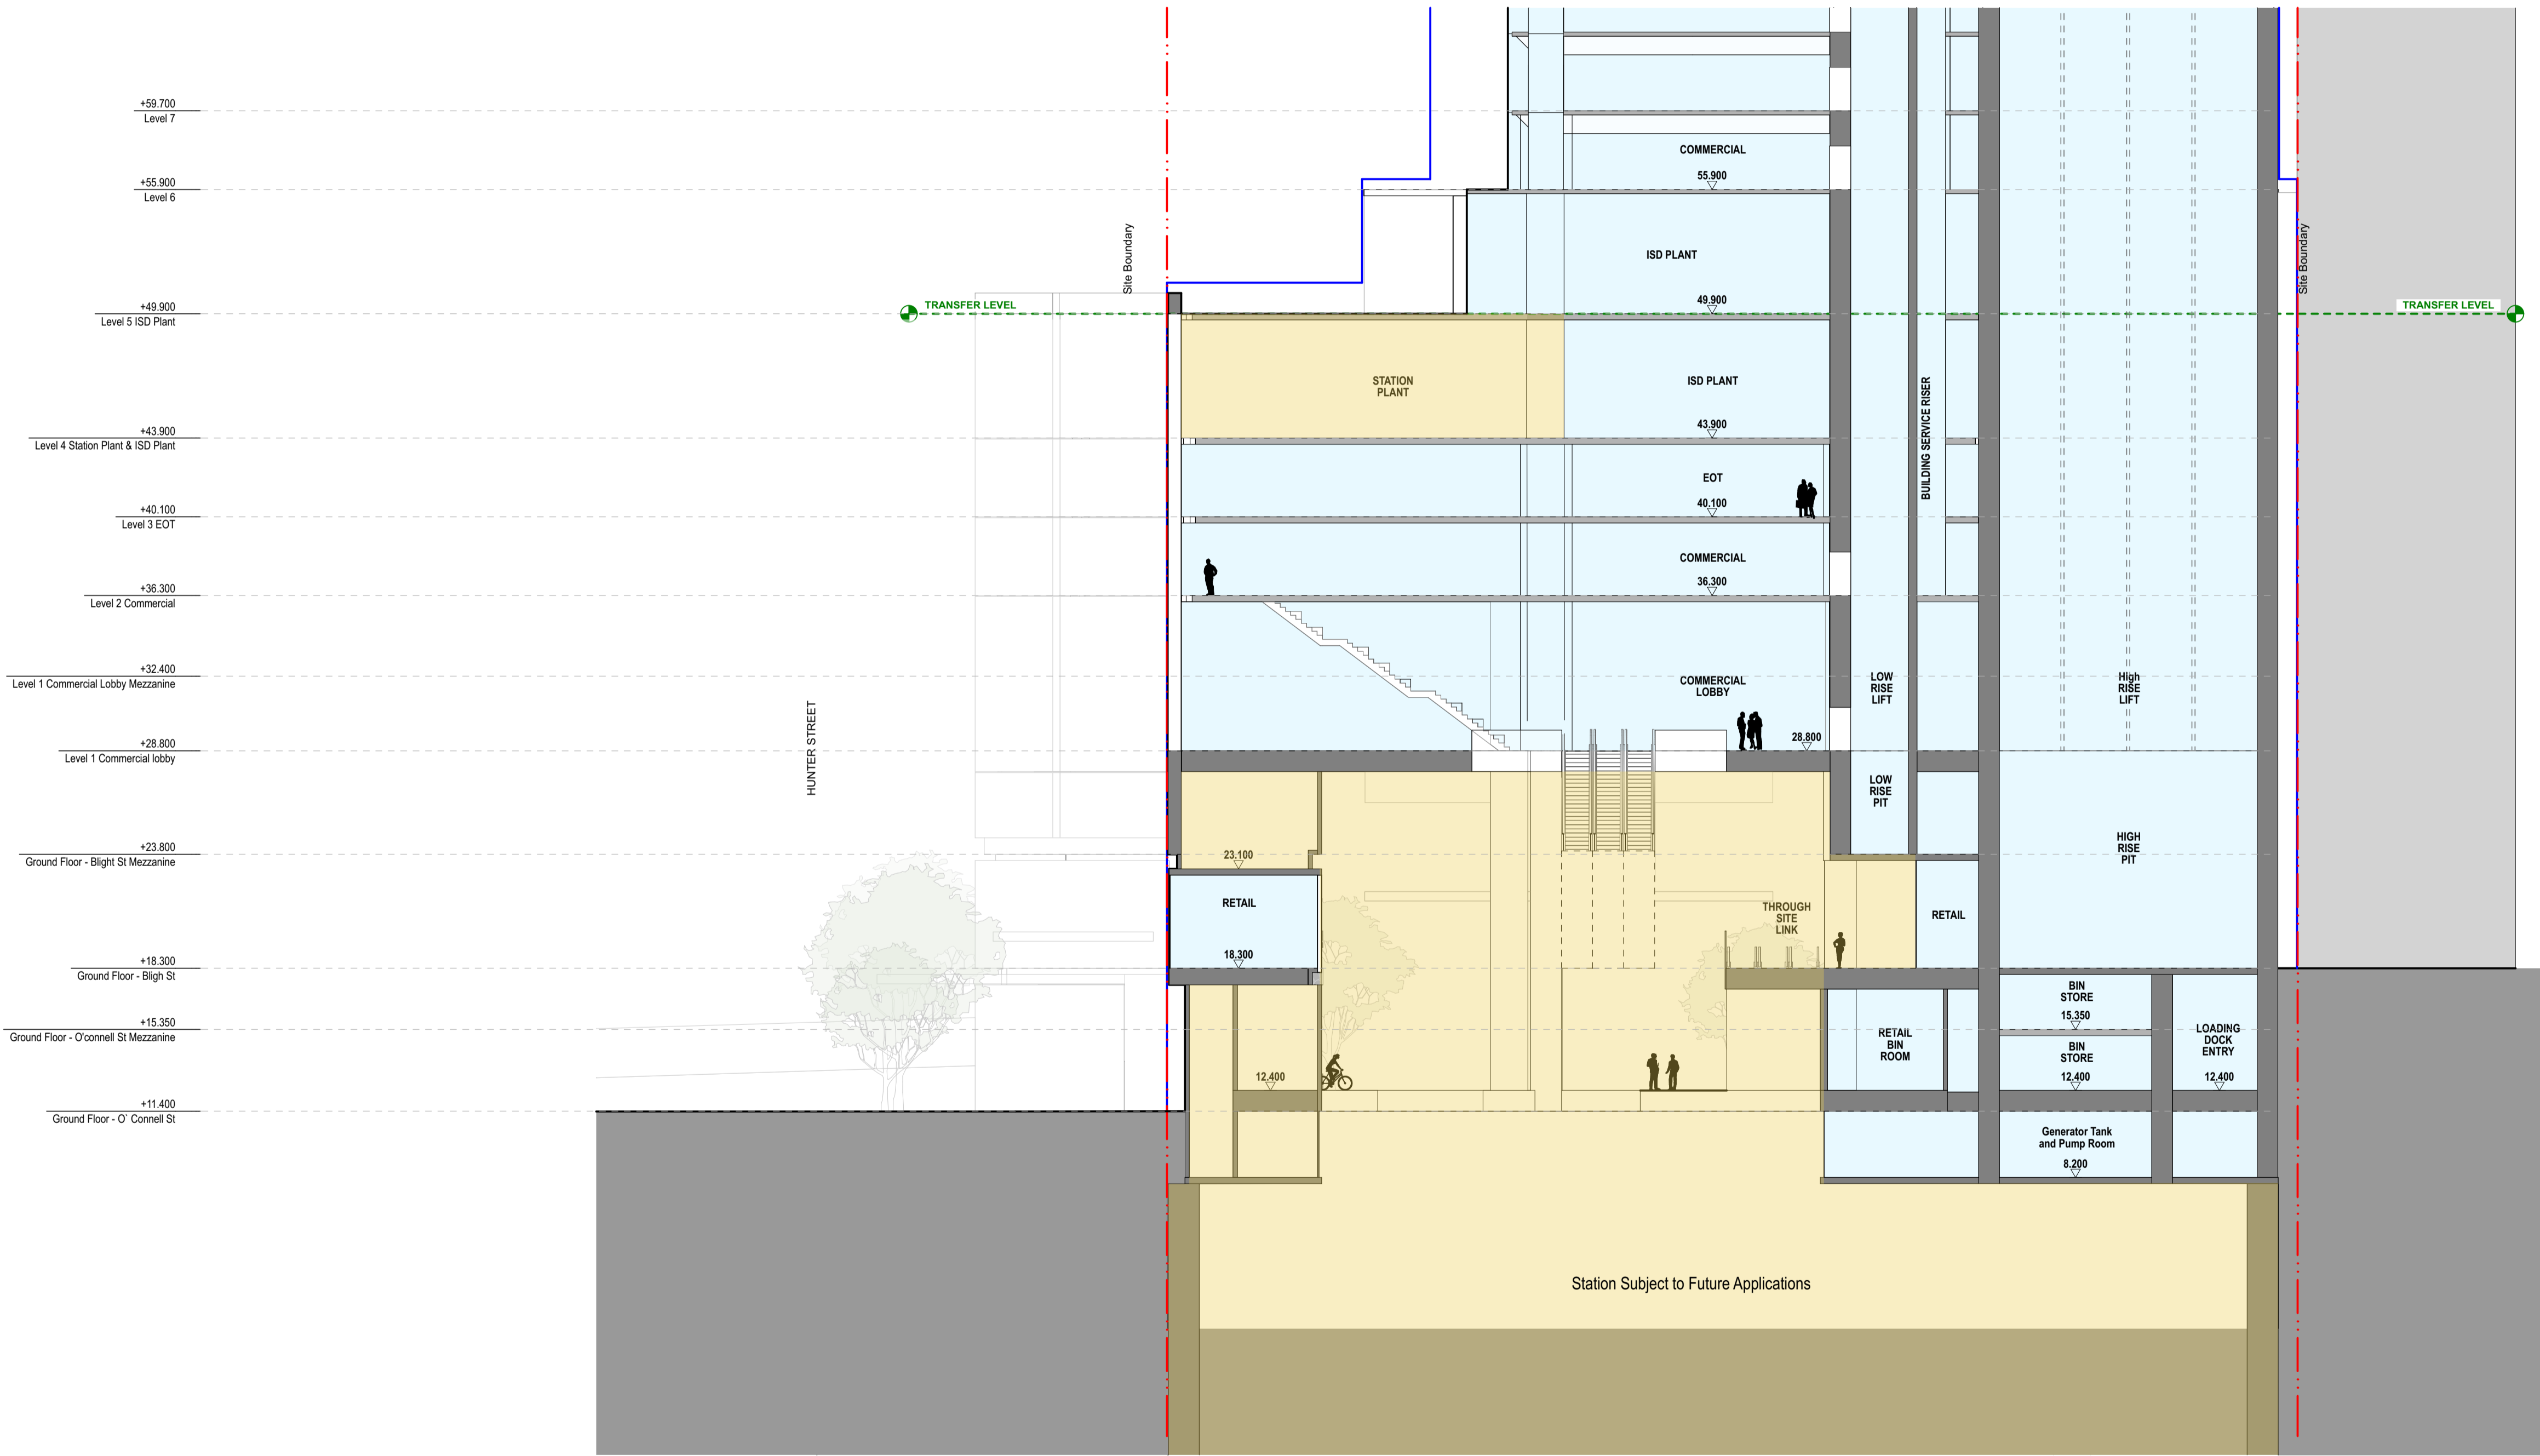 +59.700
Level 7
COMMERCIAL
55.900
+55.900
Level 6
Site Boundary
Site Boundary
ISD PLANT
49.900
+49.900
Level 5 ISD Plant
TRANSFER LEVEL
TRANSFER LEVEL
STATION
PLANT
ISD PLANT
43.900
BUILDING SERVICE RISER
+43.900
Level 4 Station Plant & ISD Plant
EOT
40.100
+40.100
Level 3 EOT
COMMERCIAL
36.300
+36.300
Level 2 Commercial
+32.400
Level 1 Commercial Lobby Mezzanine
COMMERCIAL
LOBBY
LOW
RISE
LIFT
High
RISE
LIFT
HUNTER STREET
28.800
+28.800
Level 1 Commercial lobby
LOW
RISE
PIT
HIGH
RISE
PIT
+23.800
Ground Floor - Blight St Mezzanine
23.100
RETAIL
18.300
THROUGH
SITE
LINK
RETAIL
+18.300
Ground Floor - Bligh St
BIN
STORE
15.350
+15.350
Ground Floor - O'connell St Mezzanine
RETAIL
BIN
ROOM
BIN
STORE
12.400
LOADING
DOCK
ENTRY
12.400
12.400
+11.400
Ground Floor - O` Connell St
Generator Tank
and Pump Room
8.200
Station Subject to Future Applications